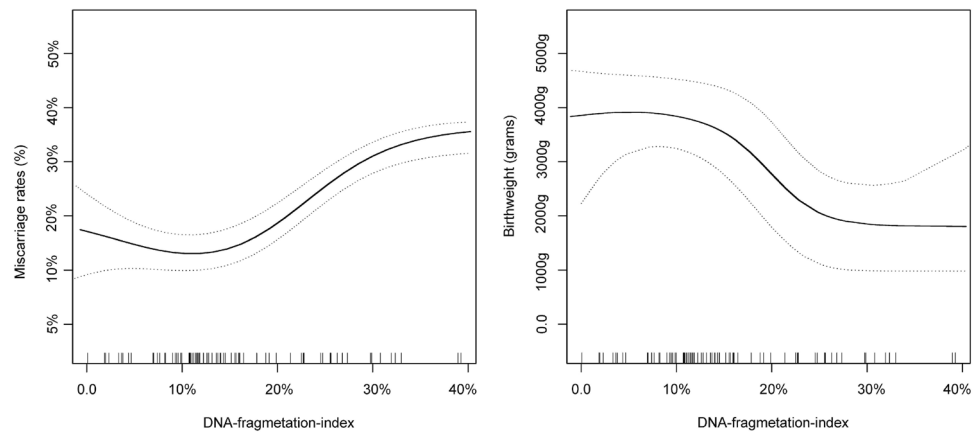 Miscarriage rates (%)
50%
40%
30%
20%
10%
5%
0.0 10% 20% 30% 40%
DNA-fragmetation-index
Birthweight (grams)
5000g
4000g
3000g
2000g
1000g
0.0
0.0 10% 20% 30% 40%
DNA-fragmetation-index